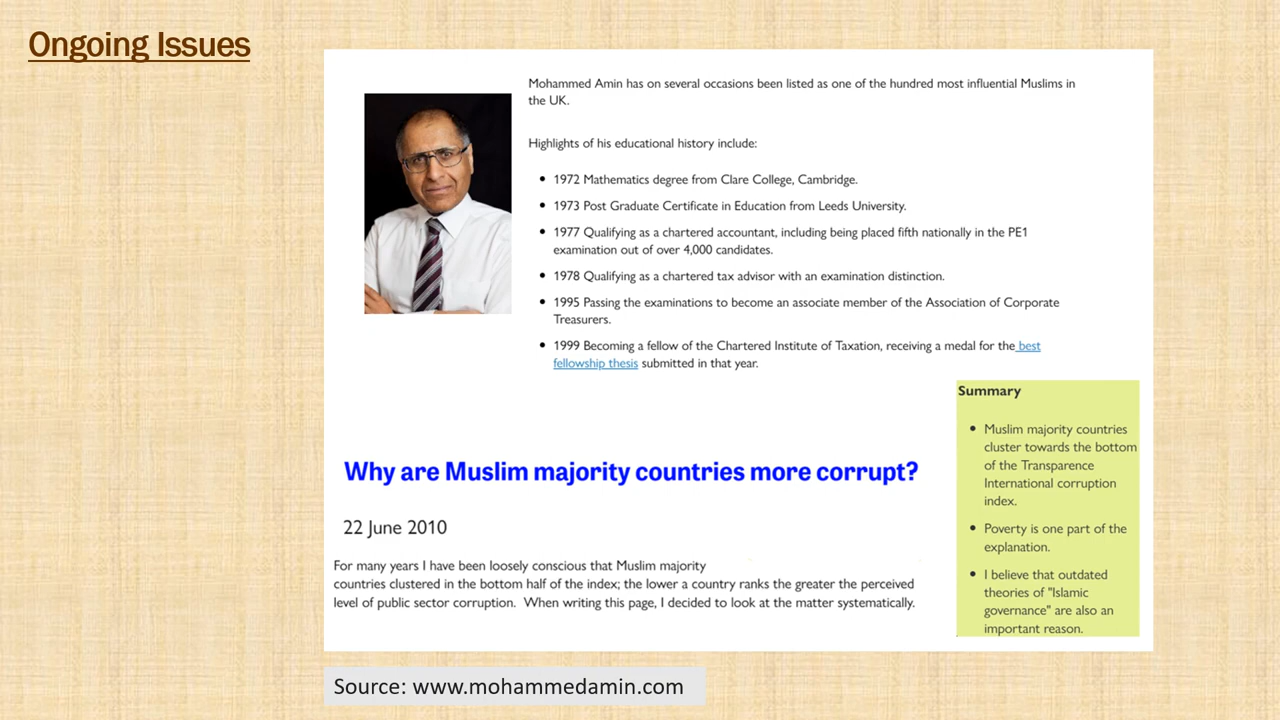 Ongoing Issues
Mohammed Amin has on several occasions been listed as one of the hundred most influential Muslims in
the UK.
Highlights of his educational history include:
• 1972 Mathematics degree from Clare College, Cambridge.
• 1973 Post Graduate Certificate in Education from Leeds University.
• 1977 Qualifying as a chartered accountant, including being placed fifth nationally in the PE1
examination out of over 4,000 candidates.
• 1978 Qualifying as a chartered tax advisor with an examination distinction.
• 1995 Passing the examinations to become an associate member of the Association of Corporate
Treasurers.
• 1999 Becoming a fellow of the Chartered Institute of Taxation, receiving a medal for the best
fellowship thesis submitted in that year.
Why are Muslim majority countries more corrupt?
22 June 2010
For many years I have been loosely conscious that Muslim majority
countries clustered in the bottom half of the index; the lower a country ranks the greater the perceived
level of public sector corruption. When writing this page, I decided to look at the matter systematically.
Summary
• Muslim majority countries
cluster towards the bottom
of the Transparence
International corruption
index.
• Poverty is one part of the
explanation.
• I believe that outdated
theories of "Islamic
governance" are also an
important reason.
Source: www.mohammedamin.com